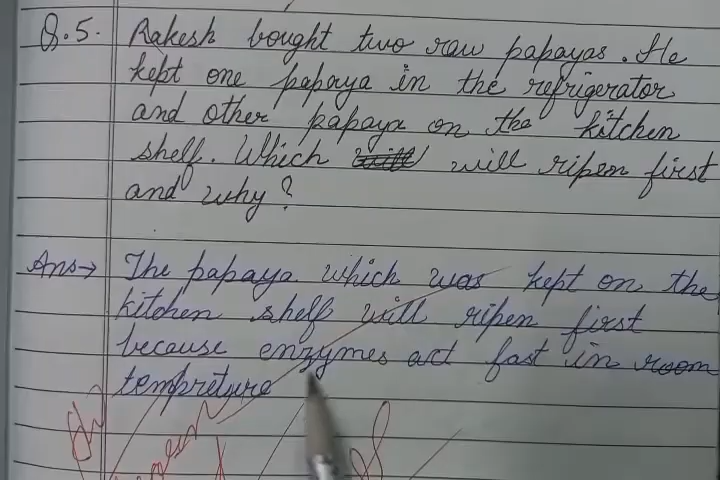 Q.5. Rakesh bought two raw papayas. He
kept one papaya in the refrigerator
and other papaya on the kitchen
shelf. Which will will ripen first
and why?
Ans→ The papaya which was kept on the
kitchen shelf will ripen first
because enzymes act fast in room
tempreture